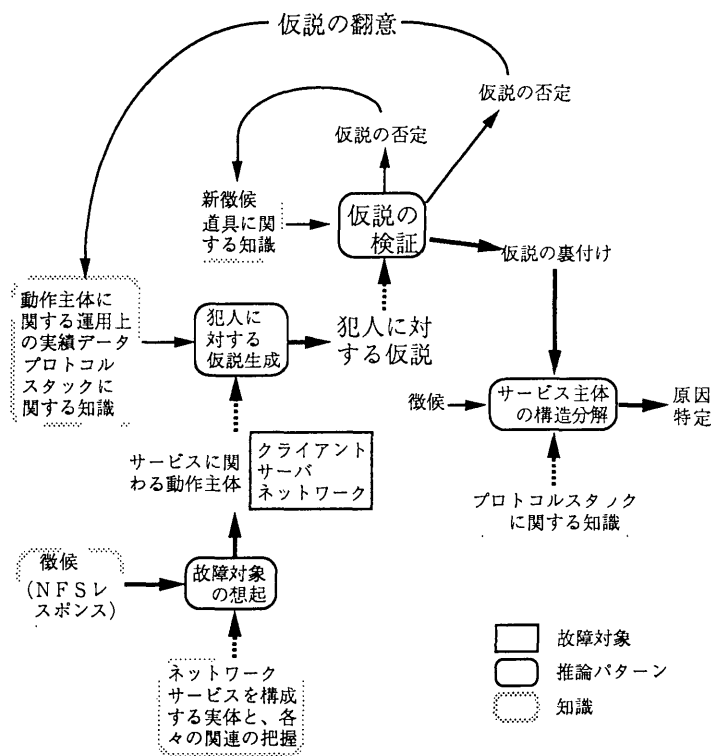 仮説の翻意
仮説の否定
仮説の否定
新徴候
道具に関
する知識
仮説の
検証
仮説の裏付け
動作主体に
関する運用上
の実績データ
プロトコル
スタックに
関する知識
犯人に
対する
仮説生成
犯人に対
する仮説
徴候
サービス主体
の構造分解
原因
特定
サービスに関
わる動作主体
クライアント
サーバ
ネットワーク
プロトコルスタック
に関する知識
徴候
(NFSレ
スポンス)
故障対象
の想起
ネットワーク
サービスを構成
する実体と、各
々の関連の把握
故障対象
推論パターン
知識